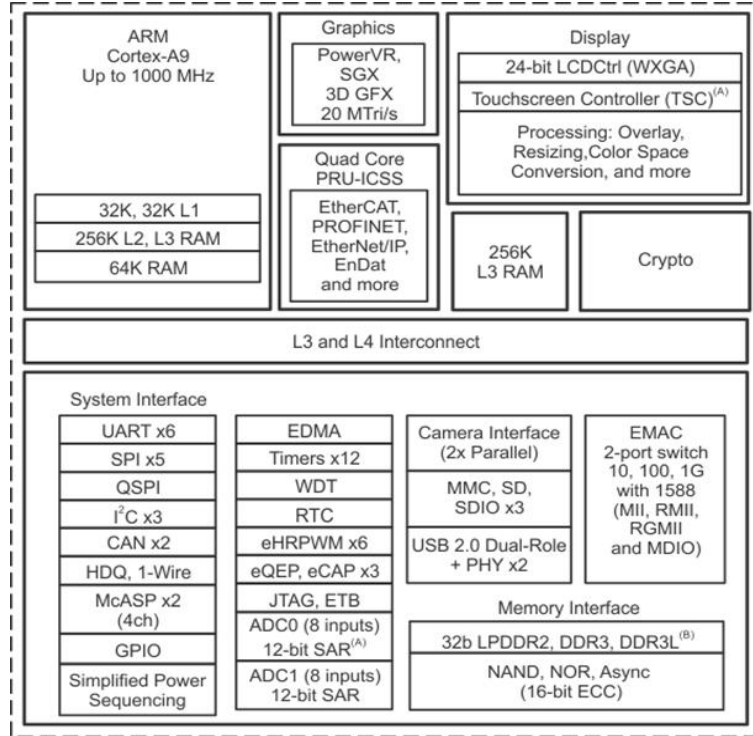 ARM
Cortex-A9
Up to 1000 MHz
32K, 32K L1
256K L2, L3 RAM
64K RAM
Graphics
PowerVR,
SGX
3D GFX
20 MTri/s
Quad Core
PRU-ICSS
EtherCAT,
PROFINET,
EtherNet/IP,
EnDat
and more
Display
24-bit LCDCtrl (WXGA)
Touchscreen Controller (TSC)(A)
Processing: Overlay,
Resizing,Color Space
Conversion, and more
256K
L3 RAM
Crypto
L3 and L4 Interconnect
System Interface
UART x6
SPI x5
QSPI
I2C x3
CAN x2
HDQ, 1-Wire
McASP x2
(4ch)
GPIO
Simplified Power
Sequencing
EDMA
Timers x12
WDT
RTC
eHRPWM x6
eQEP, eCAP x3
JTAG, ETB
ADC0 (8 inputs)
12-bit SAR(A)
ADC1 (8 inputs)
12-bit SAR
Camera Interface
(2x Parallel)
MMC, SD,
SDIO x3
USB 2.0 Dual-Role
+ PHY x2
EMAC
2-port switch
10, 100, 1G
with 1588
(MII, RMII,
RGMII
and MDIO)
Memory Interface
32b LPDDR2, DDR3, DDR3L(B)
NAND, NOR, Async
(16-bit ECC)